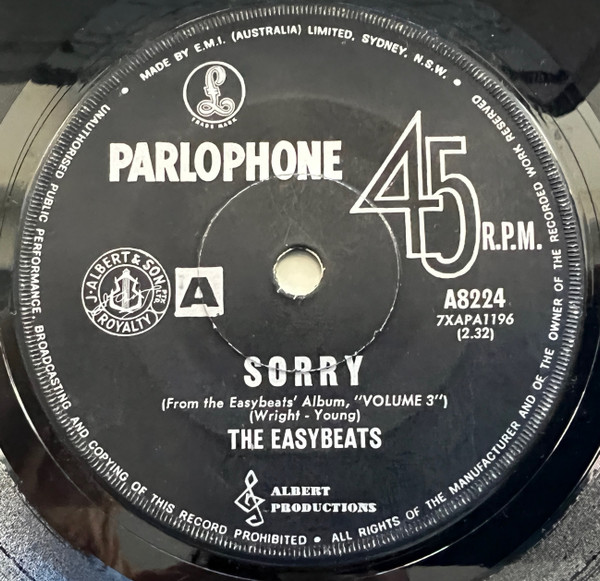 MADE BY E.M.I. (AUSTRALIA) LIMITED, SYDNEY, N.S.W. •
UNAUTHORISED PUBLIC PERFORMANCE, BROADCASTING AND COPYING OF THIS RECORD PROHIBITED • ALL RIGHTS OF THE MANUFACTURER AND OF THE OWNER OF THE RECORDED WORK RESERVED
£
TRADE MARK
PARLOPHONE
45
R.P.M.
J. ALBERT & SON PTY. LTD.
ROYALTY
A
A8224
7XAPA1196
(2.32)
SORRY
(From the Easybeats' Album, "VOLUME 3")
(Wright - Young)
THE EASYBEATS
ALBERT
PRODUCTIONS